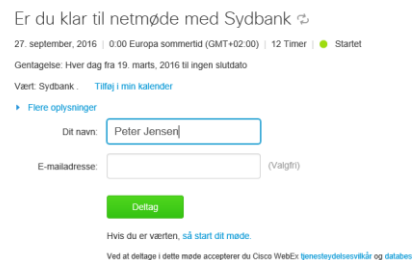 Er du klar til netmøde med Sydbank
27. september, 2016 | 0:00 Europa sommertid (GMT+02:00) | 12 Timer | Startet
Gentagelse: Hver dag fra 19. marts, 2016 til ingen slutdato
Vært: Sydbank. Tilføj i min kalender
Flere oplysninger
Dit navn: Peter Jensen
E-mailadresse: (Valgfri)
Deltag
Hvis du er værten, så start dit møde.
Ved at deltage i dette møde accepterer du Cisco WebEx tjenesteydelsesvilkår og databes